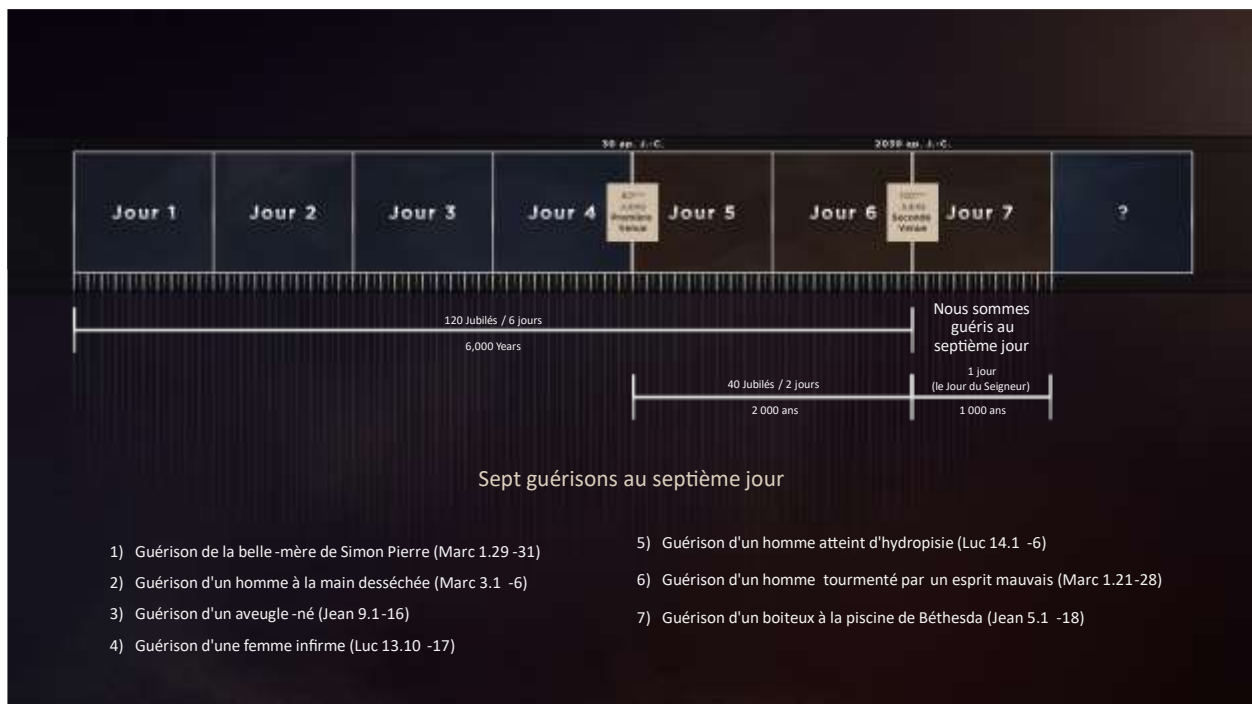 30 ap. J.-C.
2030 ap. J.-C.
Jour 1
Jour 2
Jour 3
Jour 4
Première
Venue
Jour 5
Jour 6
Seconde
Venue
Jour 7
?
120 Jubilés / 6 jours
6,000 Years
Nous sommes
guéris au
septième jour
40 Jubilés / 2 jours
2 000 ans
1 jour
(le Jour du Seigneur)
1 000 ans
Sept guérisons au septième jour
1) Guérison de la belle -mère de Simon Pierre (Marc 1.29 -31)
2) Guérison d'un homme à la main desséchée (Marc 3.1 -6)
3) Guérison d'un aveugle -né (Jean 9.1-16)
4) Guérison d'une femme infirme (Luc 13.10 -17)
5) Guérison d'un homme atteint d'hydropisie (Luc 14.1 -6)
6) Guérison d'un homme tourmenté par un esprit mauvais (Marc 1.21-28)
7) Guérison d'un boiteux à la piscine de Béthesda (Jean 5.1 -18)